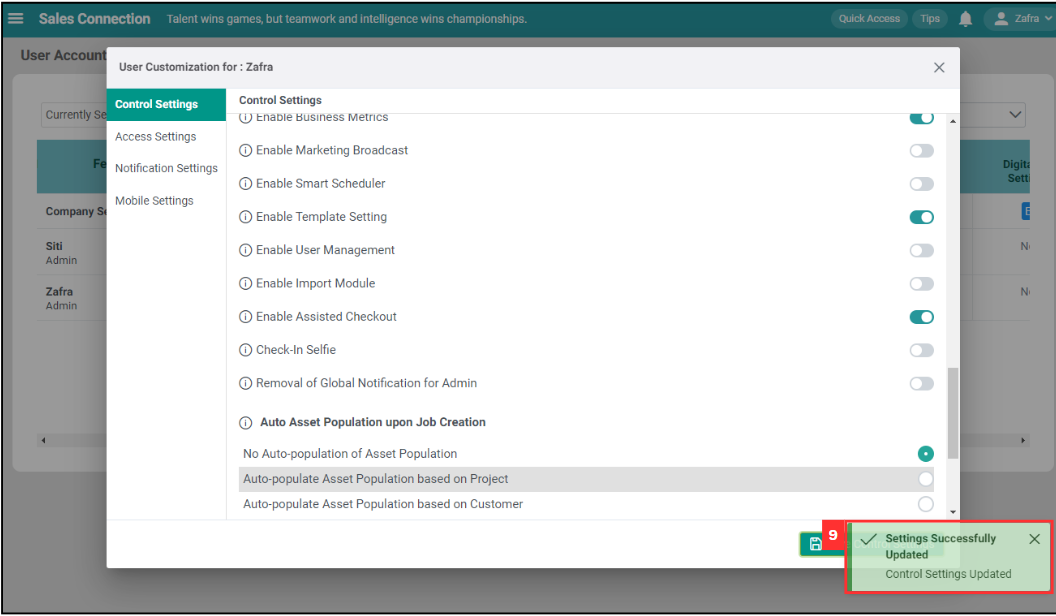 Sales Connection Talent wins games, but teamwork and intelligence wins championships. Quick Access Tips Zafra
User Account
User Customization for : Zafra
Control Settings
Access Settings
Notification Settings
Mobile Settings
Control Settings
Enable Business Metrics
Enable Marketing Broadcast
Enable Smart Scheduler
Enable Template Setting
Enable User Management
Enable Import Module
Enable Assisted Checkout
Check-In Selfie
Removal of Global Notification for Admin
Auto Asset Population upon Job Creation
No Auto-population of Asset Population
Auto-populate Asset Population based on Project
Auto-populate Asset Population based on Customer
Currently Se
Fe
Company Se
Siti
Admin
Zafra
Admin
Digita
Setti
E
No
No
9
Settings Successfully
Updated
Control Settings Updated